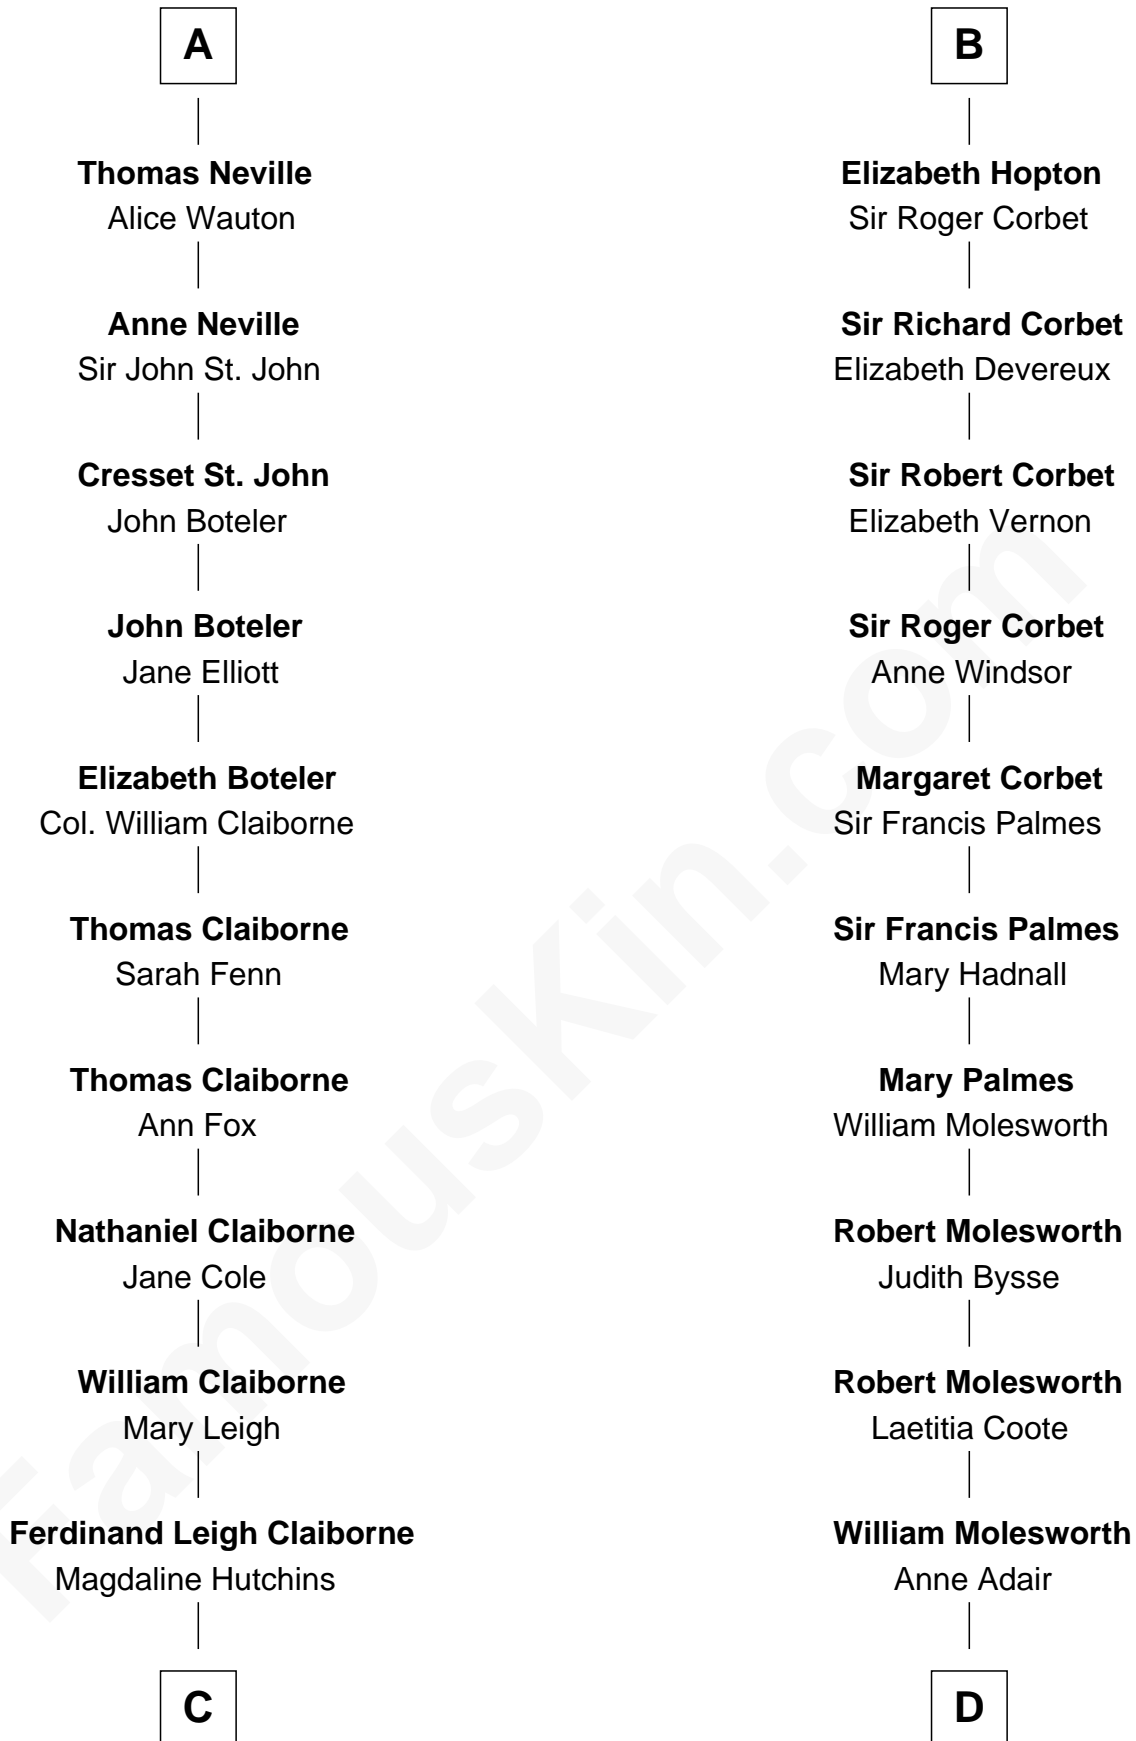 A
Thomas Neville
Alice Wauton
Anne Neville
Sir John St. John
Cresset St. John
John Boteler
John Boteler
Jane Elliott
Elizabeth Boteler
Col. William Claiborne
Thomas Claiborne
Sarah Fenn
Thomas Claiborne
Ann Fox
Nathaniel Claiborne
Jane Cole
William Claiborne
Mary Leigh
Ferdinand Leigh Claiborne
Magdaline Hutchins
C
B
Elizabeth Hopton
Sir Roger Corbet
Sir Richard Corbet
Elizabeth Devereux
Sir Robert Corbet
Elizabeth Vernon
Sir Roger Corbet
Anne Windsor
Margaret Corbet
Sir Francis Palmes
Sir Francis Palmes
Mary Hadnall
Mary Palmes
William Molesworth
Robert Molesworth
Judith Bysse
Robert Molesworth
Laetitia Coote
William Molesworth
Anne Adair
D
FamousKin.com